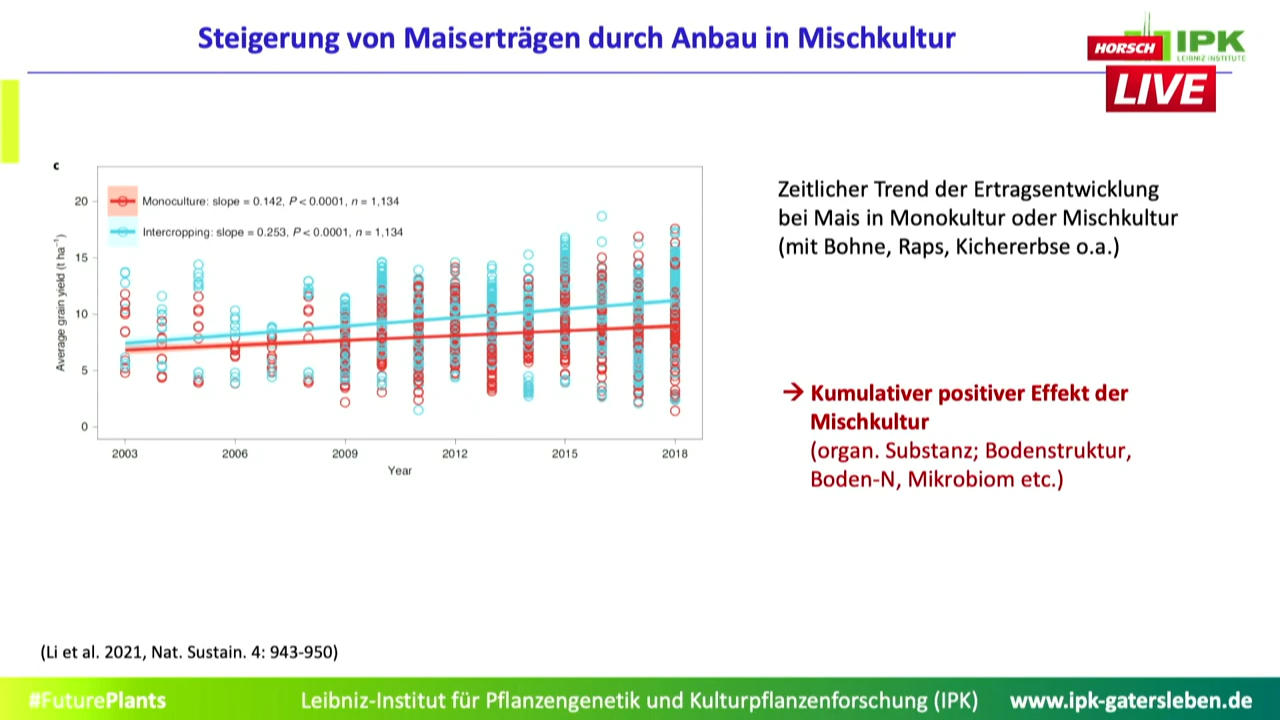 Steigerung von Maiserträgen durch Anbau in Mischkultur
HORSCH
IPK
LEIBNIZ INSTITUTE
LIVE
c
Monoculture: slope = 0.142, P < 0.0001, n = 1,134
Intercropping: slope = 0.253, P < 0.0001, n = 1,134
Average grain yield (t ha⁻¹)
20
15
10
5
0
2003 2006 2009 2012 2015 2018
Year
Zeitlicher Trend der Ertragsentwicklung
bei Mais in Monokultur oder Mischkultur
(mit Bohne, Raps, Kichererbse o.a.)
→ Kumulativer positiver Effekt der
Mischkultur
(organ. Substanz; Bodenstruktur,
Boden-N, Mikrobiom etc.)
(Li et al. 2021, Nat. Sustain. 4: 943-950)
#FuturePlants Leibniz-Institut für Pflanzengenetik und Kulturpflanzenforschung (IPK) www.ipk-gatersleben.de